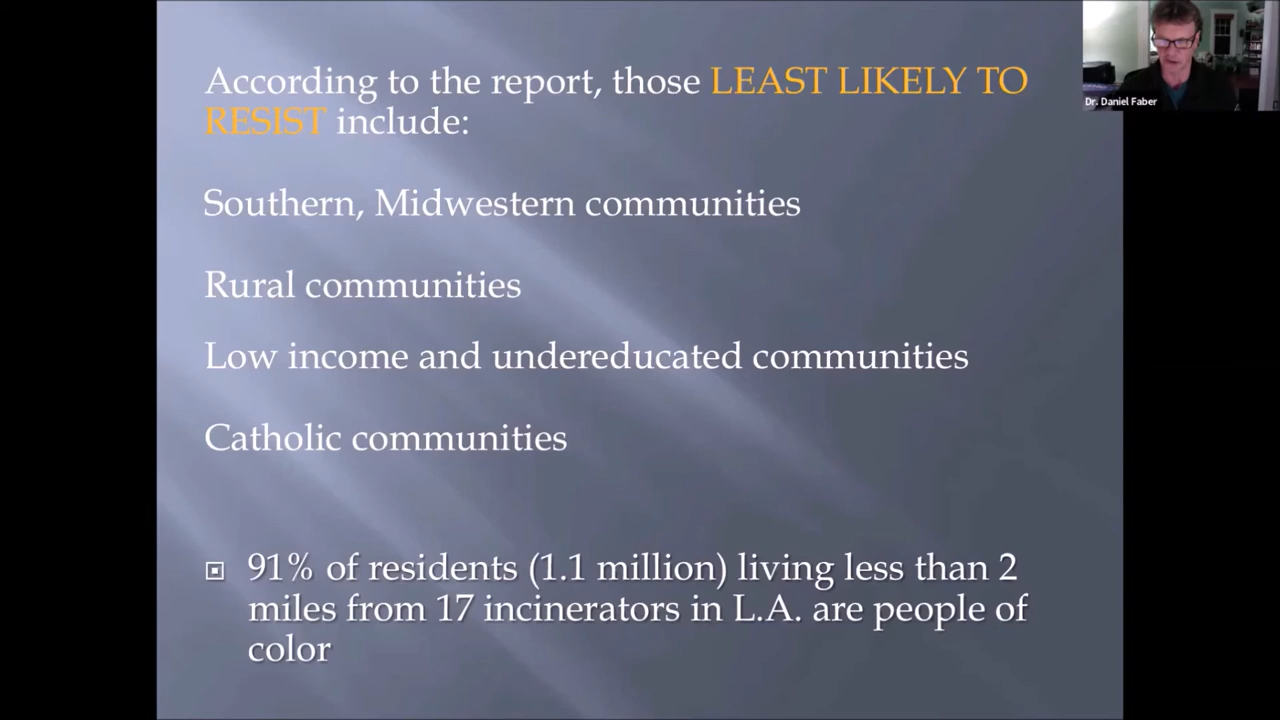 According to the report, those LEAST LIKELY TO
RESIST include:
Southern, Midwestern communities
Rural communities
Low income and undereducated communities
Catholic communities
91% of residents (1.1 million) living less than 2
miles from 17 incinerators in L.A. are people of
color
Dr. Daniel Faber